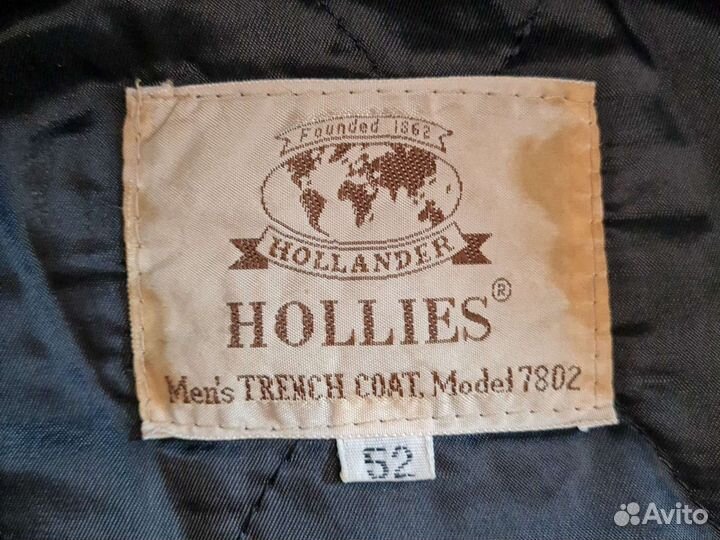 Founded 1862
HOLLANDER
HOLLIES®
Men's TRENCH COAT, Model 7802
52
Avito